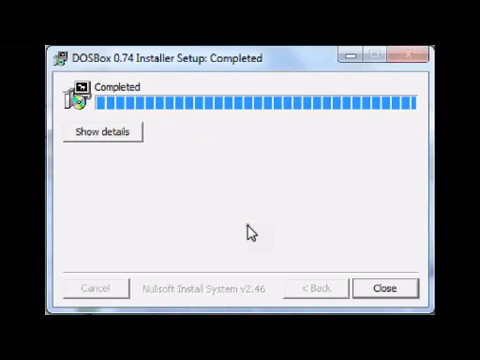 DOSBox 0.74 Installer Setup: Completed
Completed
Show details
Cancel
Nullsoft Install System v2.46
< Back
Close